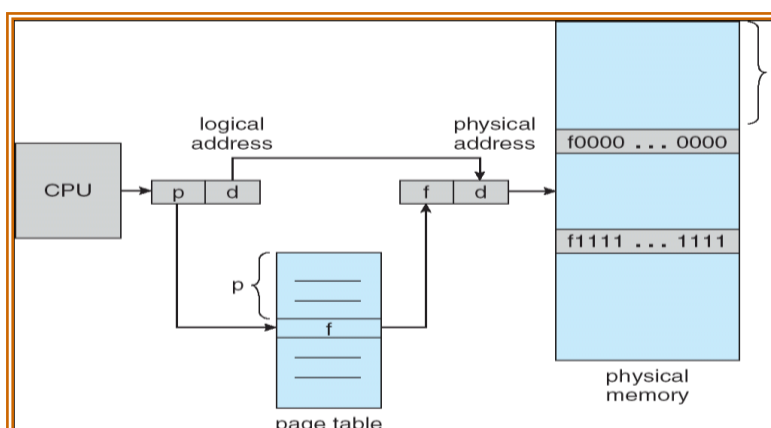 logical
address
physical
address
f0000 ... 0000
CPU
p d
f d
f1111 ... 1111
p
f
physical
memory
page table